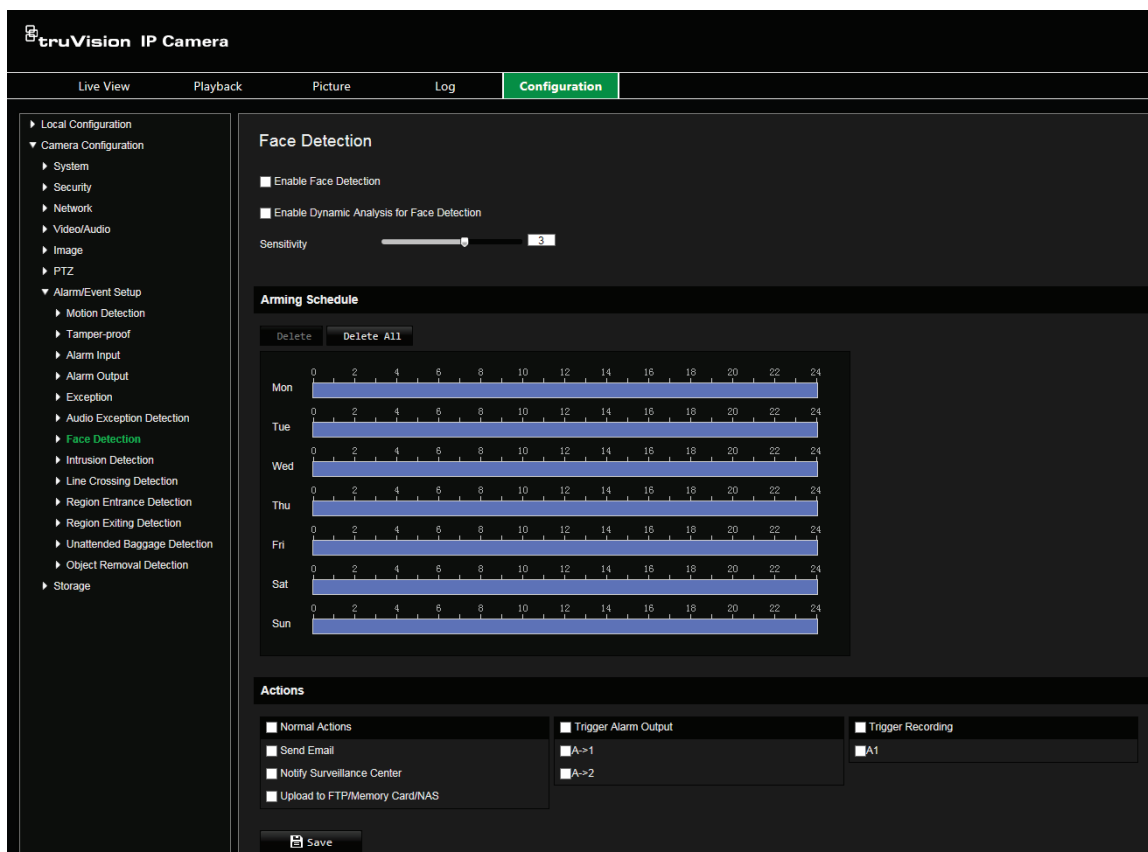 truVision IP Camera
Live View Playback Picture Log Configuration
Local Configuration
Camera Configuration
System
Security
Network
Video/Audio
Image
PTZ
Alarm/Event Setup
Motion Detection
Tamper-proof
Alarm Input
Alarm Output
Exception
Audio Exception Detection
Face Detection
Intrusion Detection
Line Crossing Detection
Region Entrance Detection
Region Exiting Detection
Unattended Baggage Detection
Object Removal Detection
Storage
Face Detection
Enable Face Detection
Enable Dynamic Analysis for Face Detection
Sensitivity 3
Arming Schedule
Delete Delete All
0 2 4 6 8 10 12 14 16 18 20 22 24
Mon
0 2 4 6 8 10 12 14 16 18 20 22 24
Tue
0 2 4 6 8 10 12 14 16 18 20 22 24
Wed
0 2 4 6 8 10 12 14 16 18 20 22 24
Thu
0 2 4 6 8 10 12 14 16 18 20 22 24
Fri
0 2 4 6 8 10 12 14 16 18 20 22 24
Sat
0 2 4 6 8 10 12 14 16 18 20 22 24
Sun
Actions
Normal Actions
Send Email
Notify Surveillance Center
Upload to FTP/Memory Card/NAS
Trigger Alarm Output
A->1
A->2
Trigger Recording
A1
Save